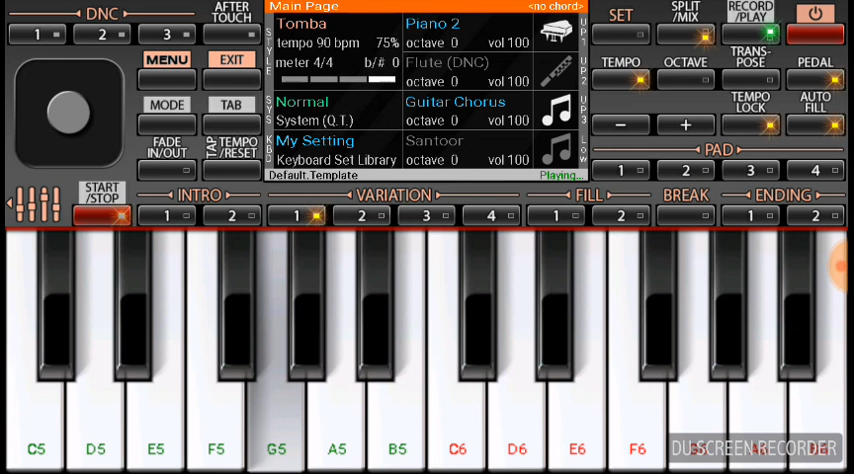 DNC
AFTER
TOUCH
1 2 3
MENU EXIT
MODE TAB
FADE
IN/OUT
TAP TEMPO
/RESET
START
/STOP
Main Page <no chord>
STYLE
Tomba
tempo 90 bpm 75%
meter 4/4 b/# 0
SYS
Normal
System (Q.T.)
KBD
My Setting
Keyboard Set Library
Piano 2
octave 0 vol 100
UP1
Flute (DNC)
octave 0 vol 100
UP2
Guitar Chorus
octave 0 vol 100
UP3
Santoor
octave 0 vol 100
Low
Default.Template Playing...
SET
SPLIT
/MIX
RECORD
/PLAY
TEMPO OCTAVE
TRANS-
POSE
PEDAL
TEMPO
LOCK
AUTO
FILL
− +
PAD
1 2 3 4
INTRO
1 2
VARIATION
1 2 3 4
FILL
1 2
BREAK
ENDING
1 2
C5 D5 E5 F5 G5 A5 B5 C6 D6 E6 F6
DU SCREEN RECORDER